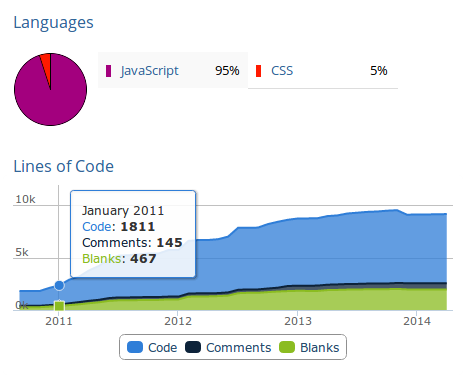 Languages
JavaScript 95% CSS 5%
Lines of Code
10k
January 2011
Code: 1811
Comments: 145
5k
Blanks: 467
0k
2011 2012 2013 2014
Code Comments Blanks